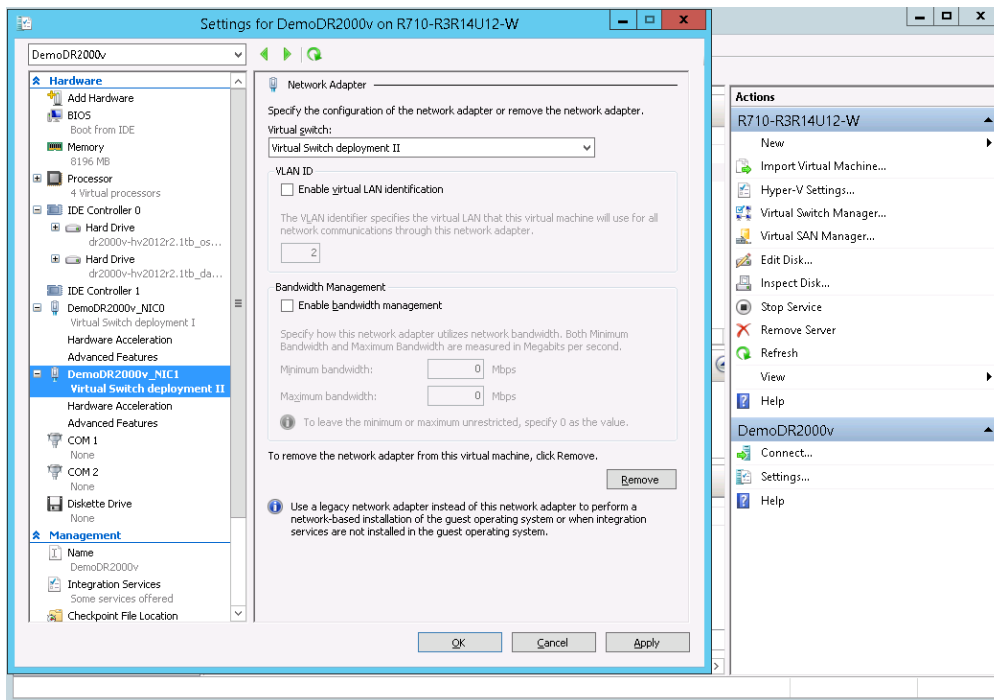 Settings for DemoDR2000v on R710-R3R14U12-W
DemoDR2000v
Hardware
Add Hardware
BIOS
Boot from IDE
Memory
8196 MB
Processor
4 Virtual processors
IDE Controller 0
Hard Drive
dr2000v-hv2012r2.1tb_os...
Hard Drive
dr2000v-hv2012r2.1tb_da...
IDE Controller 1
DemoDR2000v_NIC0
Virtual Switch deployment I
Hardware Acceleration
Advanced Features
DemoDR2000v_NIC1
Virtual Switch deployment II
Hardware Acceleration
Advanced Features
COM 1
None
COM 2
None
Diskette Drive
None
Management
Name
DemoDR2000v
Integration Services
Some services offered
Checkpoint File Location
Network Adapter
Specify the configuration of the network adapter or remove the network adapter.
Virtual switch:
Virtual Switch deployment II
VLAN ID
Enable virtual LAN identification
The VLAN identifier specifies the virtual LAN that this virtual machine will use for all
network communications through this network adapter.
2
Bandwidth Management
Enable bandwidth management
Specify how this network adapter utilizes network bandwidth. Both Minimum
Bandwidth and Maximum Bandwidth are measured in Megabits per second.
Minimum bandwidth: 0 Mbps
Maximum bandwidth: 0 Mbps
To leave the minimum or maximum unrestricted, specify 0 as the value.
To remove the network adapter from this virtual machine, click Remove.
Remove
Use a legacy network adapter instead of this network adapter to perform a
network-based installation of the guest operating system or when integration
services are not installed in the guest operating system.
OK Cancel Apply
Actions
R710-R3R14U12-W
New
Import Virtual Machine...
Hyper-V Settings...
Virtual Switch Manager...
Virtual SAN Manager...
Edit Disk...
Inspect Disk...
Stop Service
Remove Server
Refresh
View
Help
DemoDR2000v
Connect...
Settings...
Help